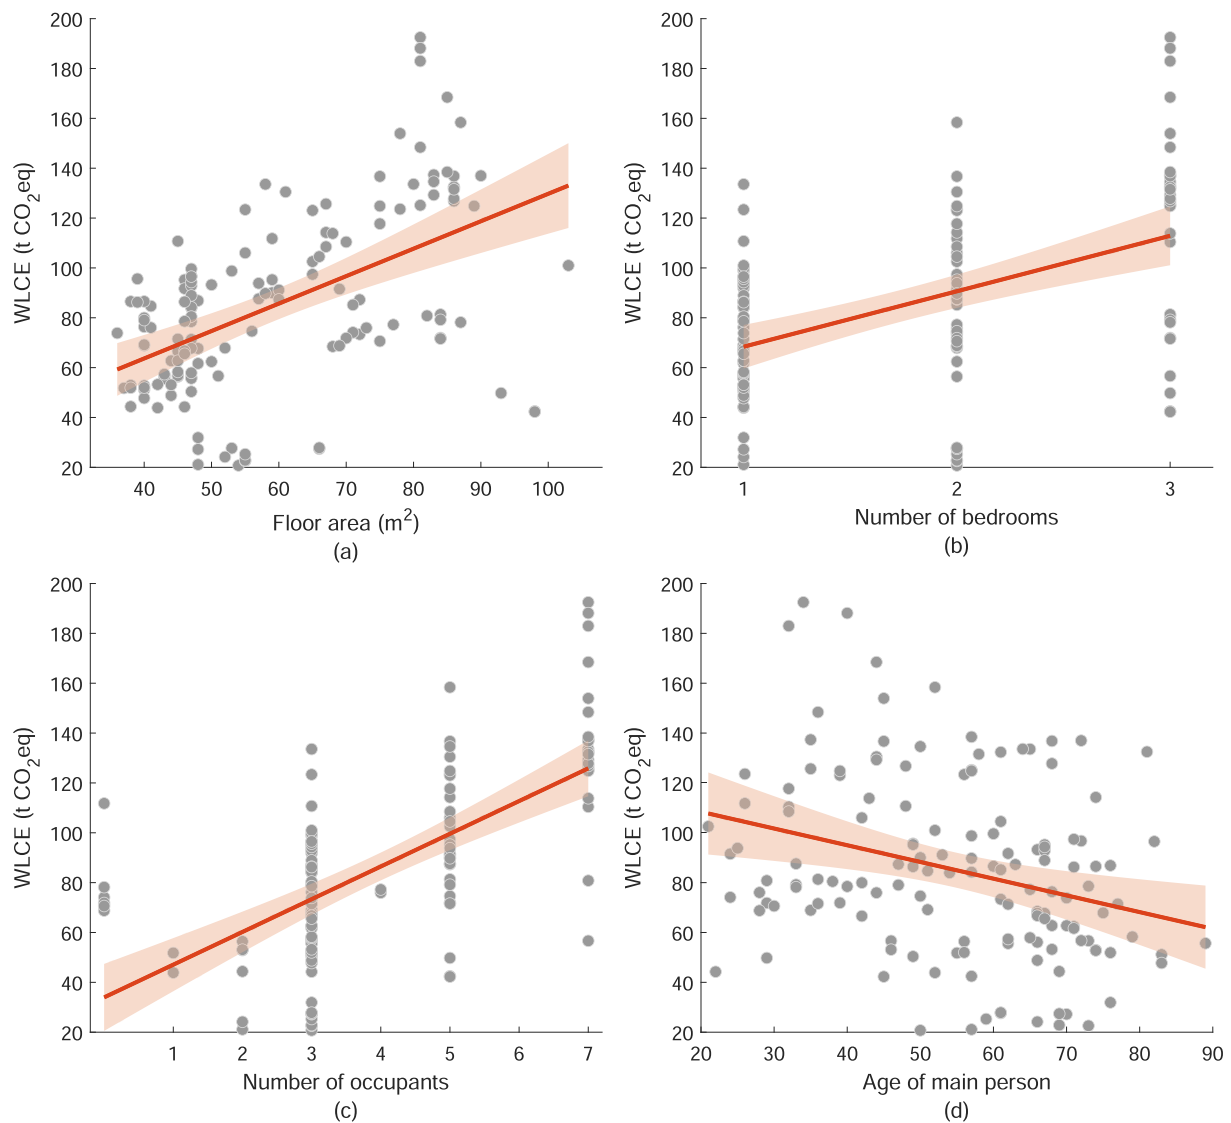 200
180
160
140
120
100
80
60
40
20
WLCE (t CO2eq)
40 50 60 70 80 90 100
Floor area (m2)
(a)
200
180
160
140
120
100
80
60
40
20
WLCE (t CO2eq)
1 2 3
Number of bedrooms
(b)
200
180
160
140
120
100
80
60
40
20
WLCE (t CO2eq)
1 2 3 4 5 7
Number of occupants
(c)
200
180
160
140
120
100
80
60
40
20
WLCE (t CO2eq)
20 30 40 50 60 70 80 90
Age of main person
(d)